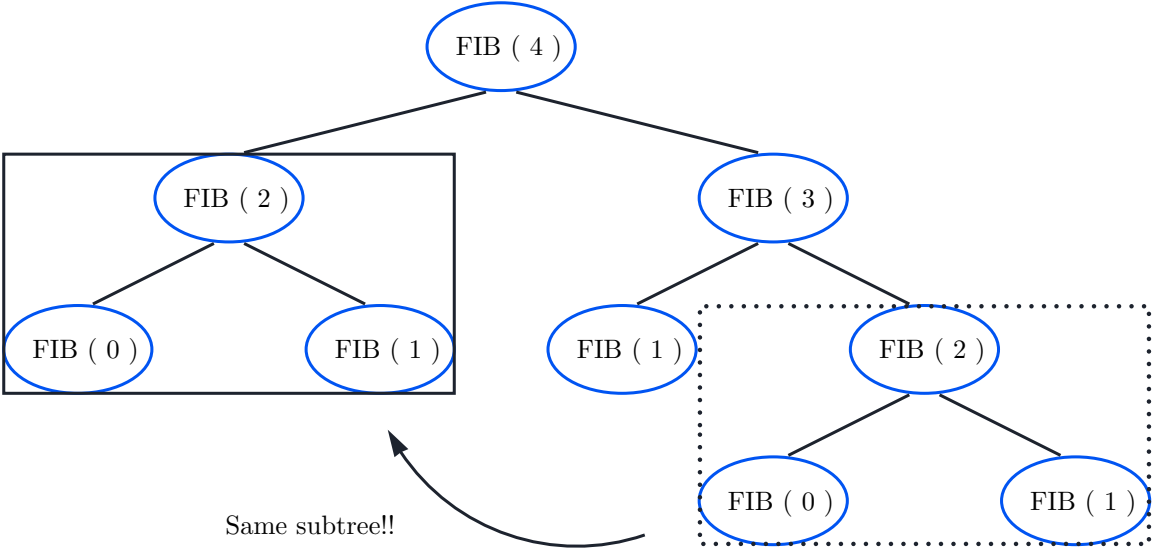 FIB ( 4 )
FIB ( 2 )
FIB ( 3 )
FIB ( 0 )
FIB ( 1 )
FIB ( 1 )
FIB ( 2 )
FIB ( 0 )
FIB ( 1 )
Same subtree!!